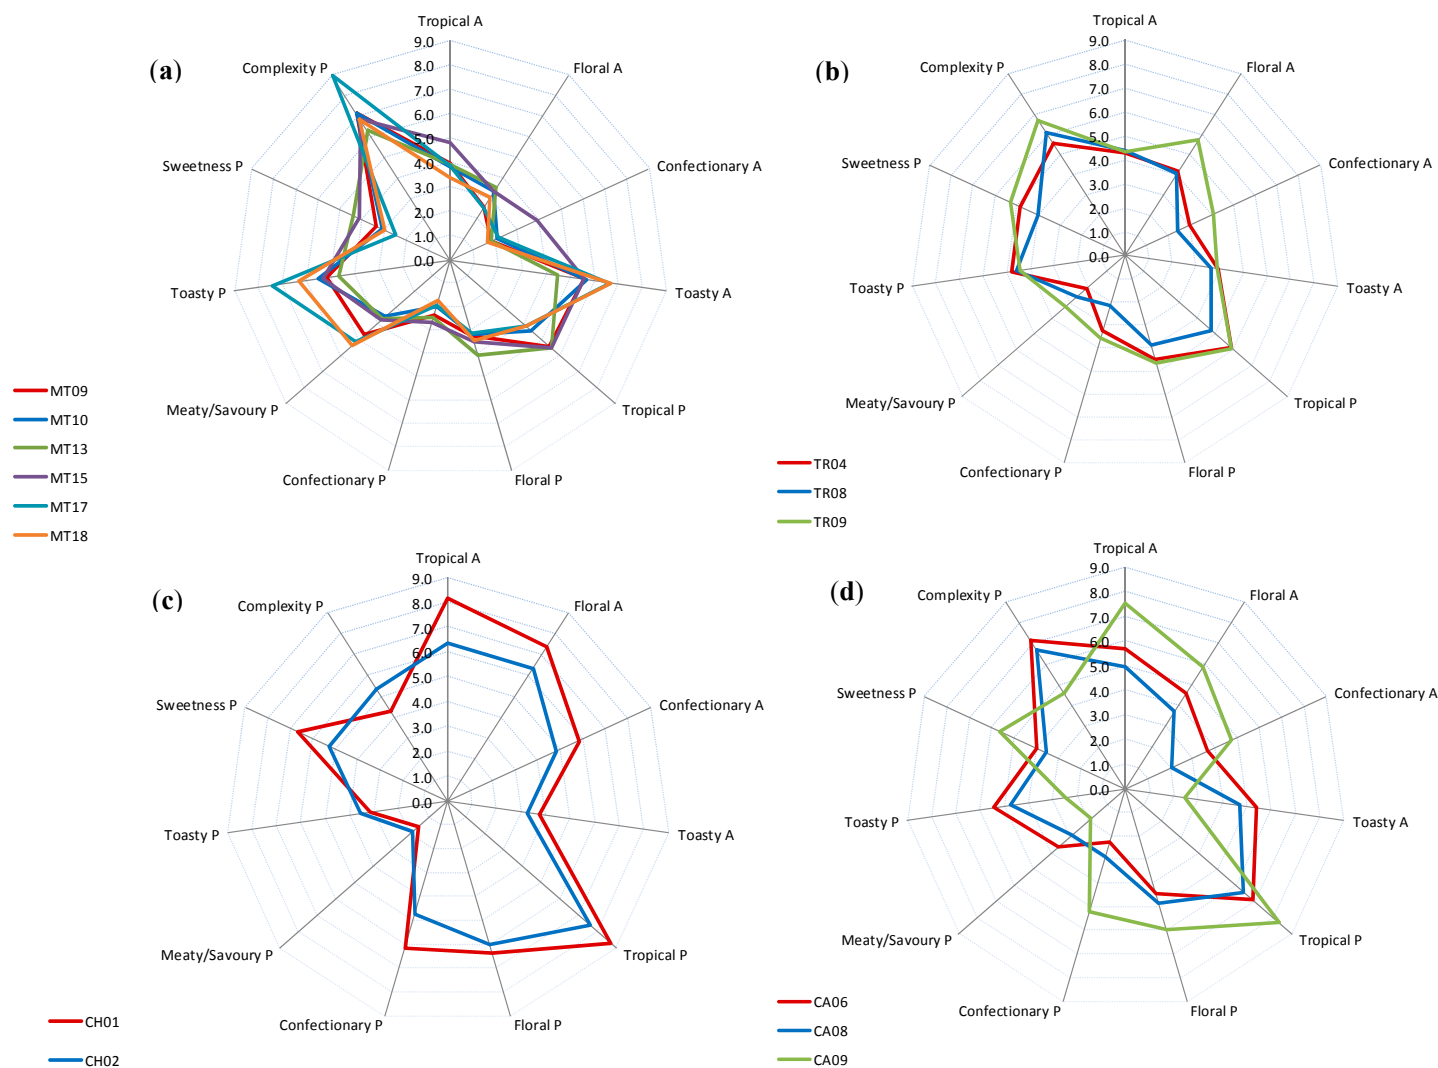 (a)
Tropical A
Floral A
Confectionary A
Toasty A
Tropical P
Floral P
Confectionary P
Meaty/Savoury P
Toasty P
Sweetness P
Complexity P
9.0
8.0
7.0
6.0
5.0
4.0
3.0
2.0
1.0
0.0
MT09
MT10
MT13
MT15
MT17
MT18
(b)
Tropical A
Floral A
Confectionary A
Toasty A
Tropical P
Floral P
Confectionary P
Meaty/Savoury P
Toasty P
Sweetness P
Complexity P
9.0
8.0
7.0
6.0
5.0
4.0
3.0
2.0
1.0
0.0
TR04
TR08
TR09
(c)
Tropical A
Floral A
Confectionary A
Toasty A
Tropical P
Floral P
Confectionary P
Meaty/Savoury P
Toasty P
Sweetness P
Complexity P
9.0
8.0
7.0
6.0
5.0
4.0
3.0
2.0
1.0
0.0
CH01
CH02
(d)
Tropical A
Floral A
Confectionary A
Toasty A
Tropical P
Floral P
Confectionary P
Meaty/Savoury P
Toasty P
Sweetness P
Complexity P
9.0
8.0
7.0
6.0
5.0
4.0
3.0
2.0
1.0
0.0
CA06
CA08
CA09